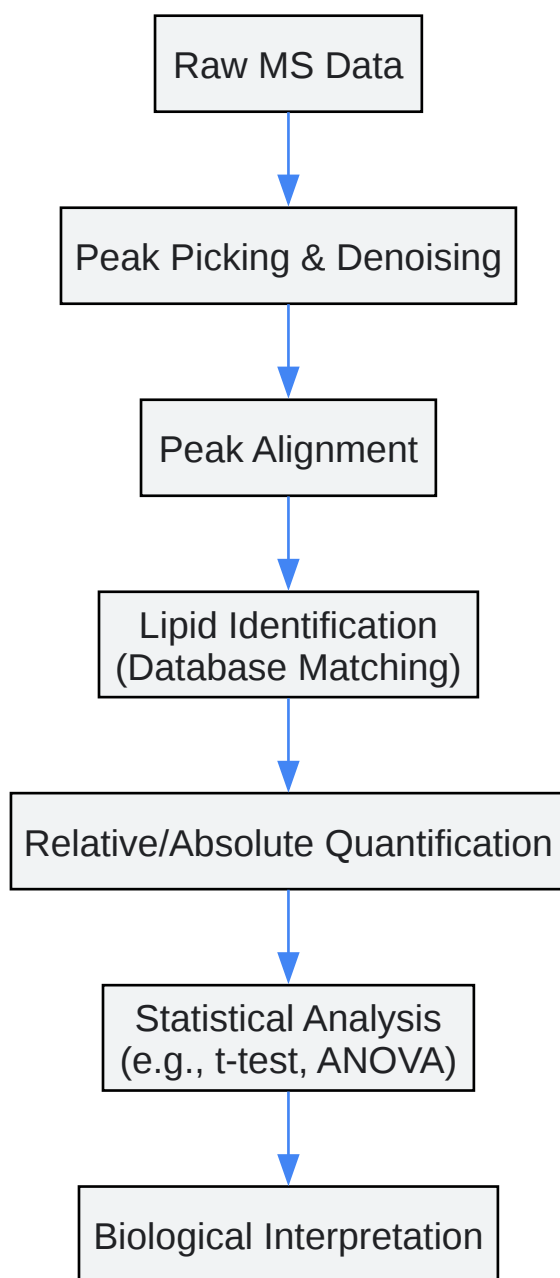 Raw MS Data
Peak Picking & Denoising
Peak Alignment
Lipid Identification
(Database Matching)
Relative/Absolute Quantification
Statistical Analysis
(e.g., t-test, ANOVA)
Biological Interpretation